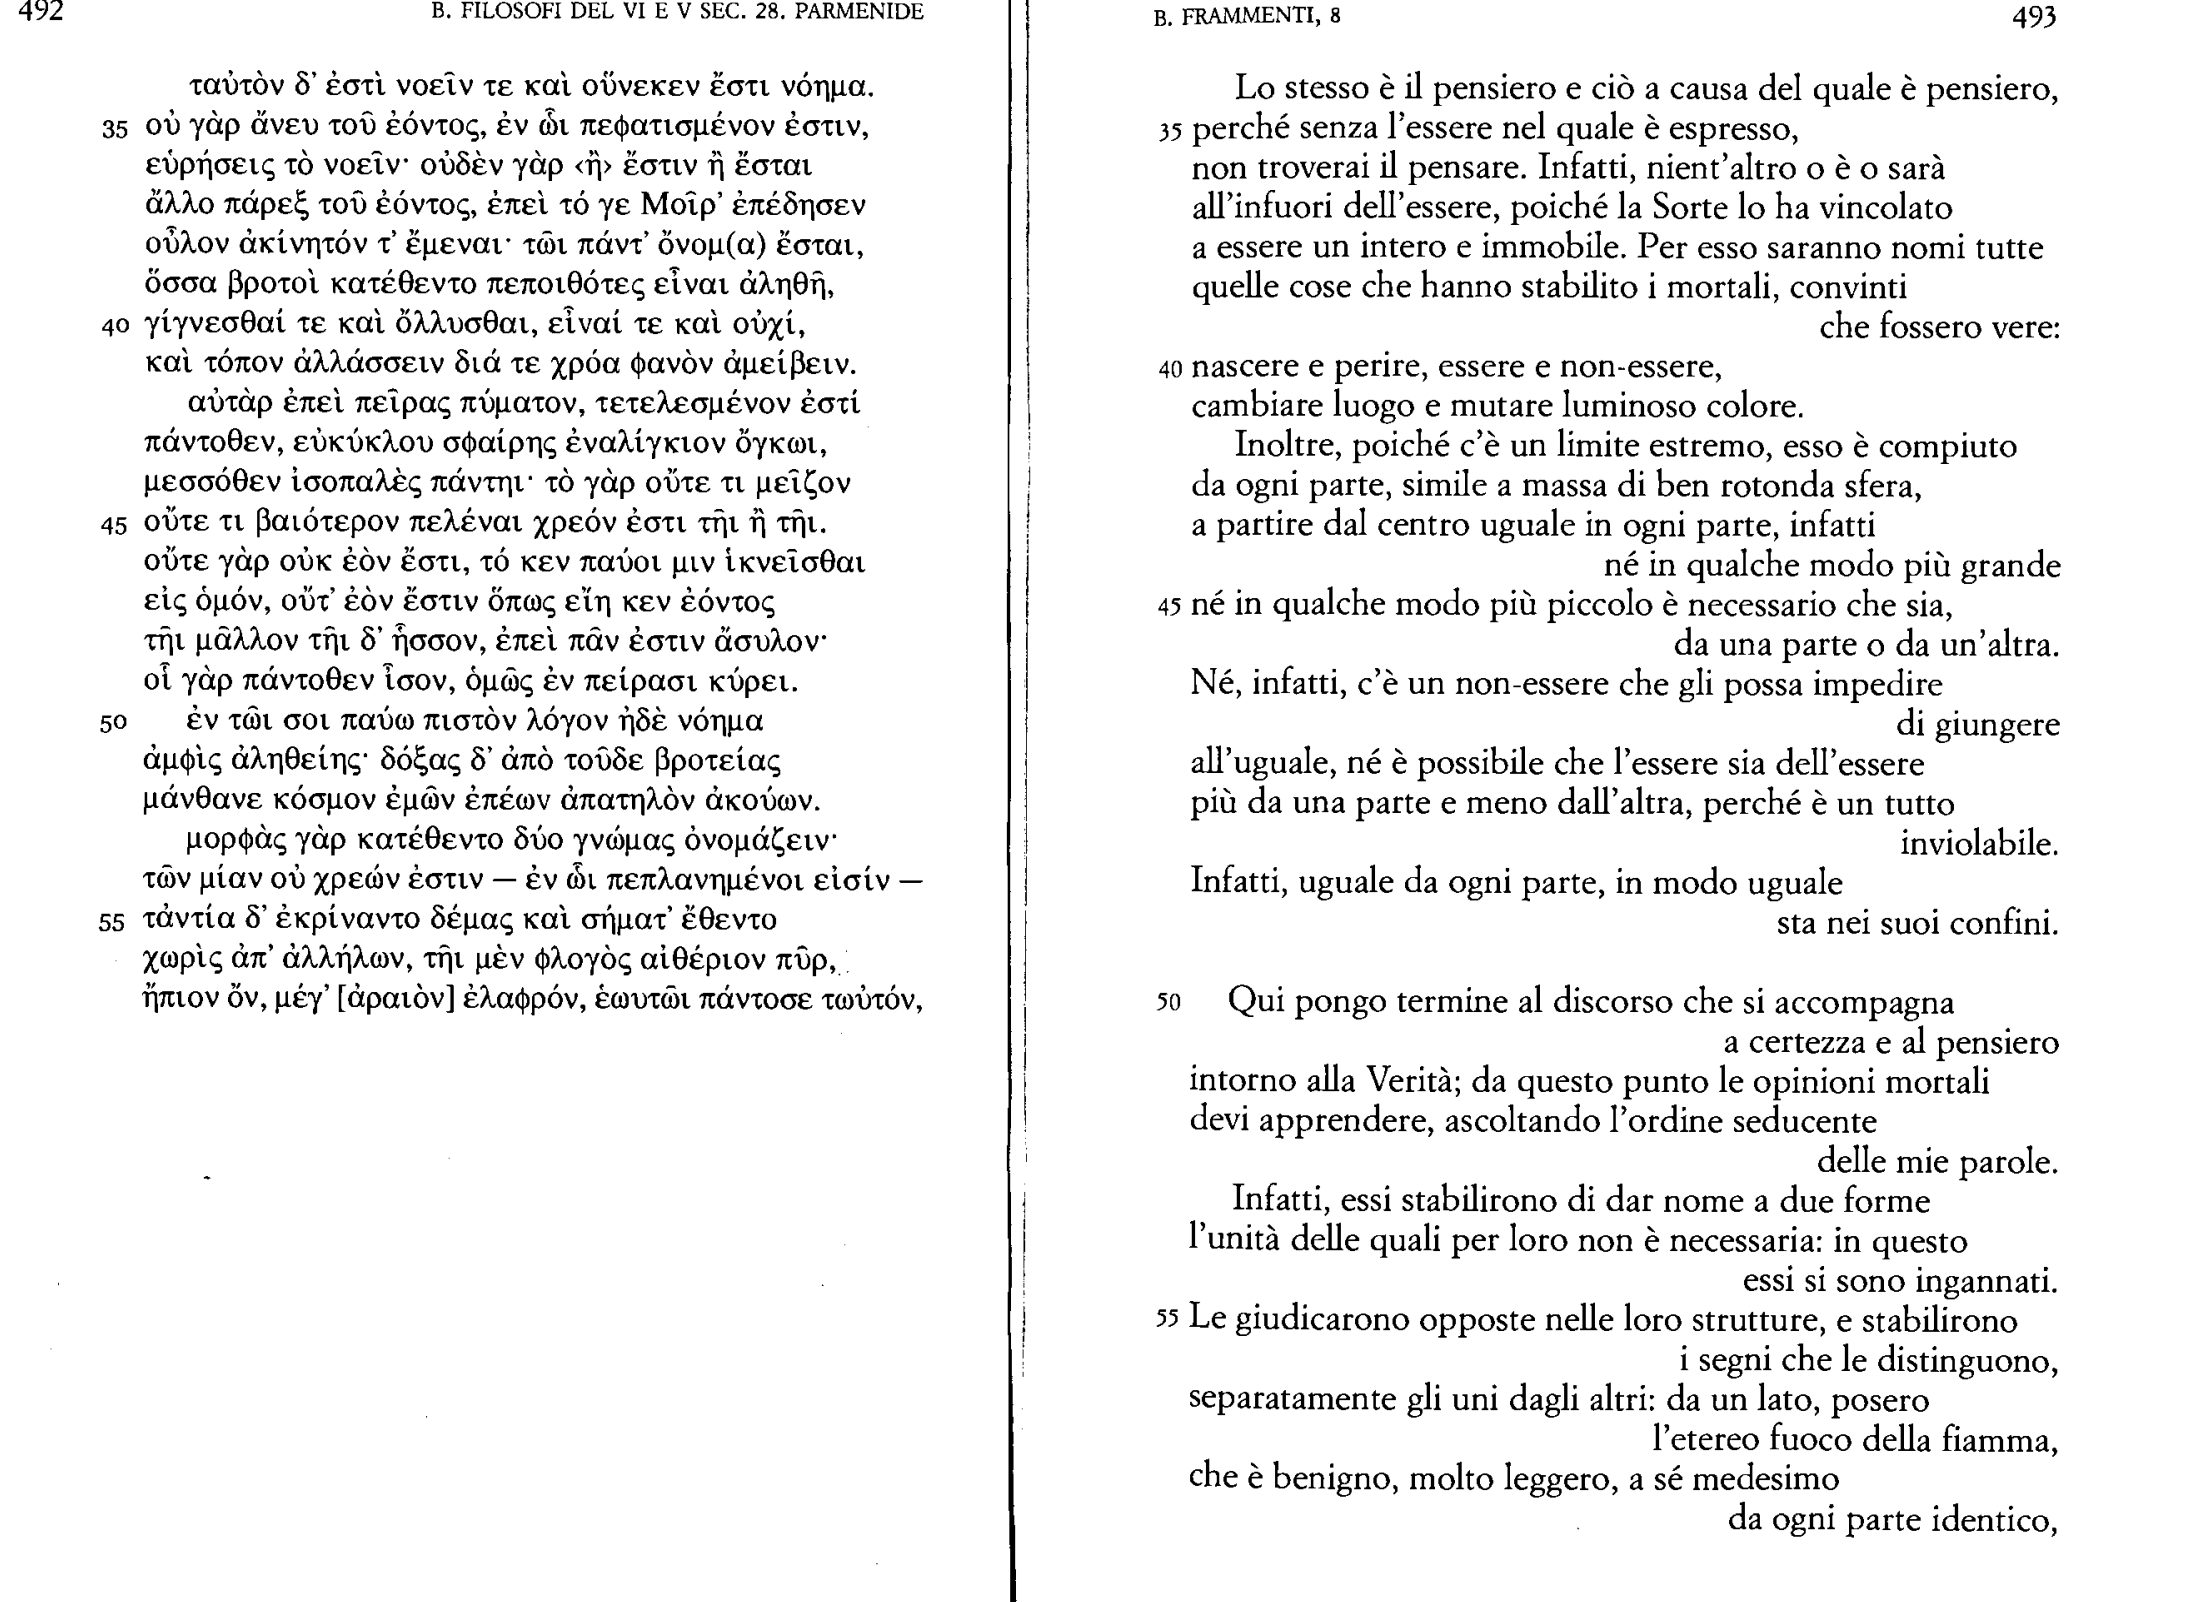 492
B. FILOSOFI DEL VI E V SEC. 28. PARMENIDE
ταὐτὸν δ’ ἐστὶ νοεῖν τε καὶ οὕνεκεν ἔστι νόημα.
35 οὐ γὰρ ἄνευ τοῦ ἐόντος, ἐν ὧι πεφατισμένον ἐστιν,
εὑρήσεις τὸ νοεῖν· οὐδὲν γὰρ ‹ἢ› ἔστιν ἢ ἔσται
ἄλλο πάρεξ τοῦ ἐόντος, ἐπεὶ τό γε Μοῖρ’ ἐπέδησεν
οὖλον ἀκίνητόν τ’ ἔμεναι· τῶι πάντ’ ὄνομ(α) ἔσται,
ὅσσα βροτοὶ κατέθεντο πεποιθότες εἶναι ἀληθῆ,
40 γίγνεσθαί τε καὶ ὄλλυσθαι, εἶναί τε καὶ οὐχί,
καὶ τόπον ἀλλάσσειν διά τε χρόα φανὸν ἀμείβειν.
αὐτὰρ ἐπεὶ πεῖρας πύματον, τετελεσμένον ἐστί
πάντοθεν, εὐκύκλου σφαίρης ἐναλίγκιον ὄγκωι,
μεσσόθεν ἰσοπαλὲς πάντηι· τὸ γὰρ οὔτε τι μεῖζον
45 οὔτε τι βαιότερον πελέναι χρεόν ἐστι τῆι ἢ τῆι.
οὔτε γὰρ οὐκ ἐὸν ἔστι, τό κεν παύοι μιν ἱκνεῖσθαι
εἰς ὁμόν, οὔτ’ ἐὸν ἔστιν ὅπως εἴη κεν ἐόντος
τῆι μᾶλλον τῆι δ’ ἧσσον, ἐπεὶ πᾶν ἐστιν ἄσυλον·
οἷ γὰρ πάντοθεν ἶσον, ὁμῶς ἐν πείρασι κύρει.
50 ἐν τῶι σοι παύω πιστὸν λόγον ἠδὲ νόημα
ἀμφὶς ἀληθείης· δόξας δ’ ἀπὸ τοῦδε βροτείας
μάνθανε κόσμον ἐμῶν ἐπέων ἀπατηλὸν ἀκούων.
μορφὰς γὰρ κατέθεντο δύο γνώμας ὀνομάζειν·
τῶν μίαν οὐ χρεών ἐστιν — ἐν ὧι πεπλανημένοι εἰσίν —
55 τἀντία δ’ ἐκρίναντο δέμας καὶ σήματ’ ἔθεντο
χωρὶς ἀπ’ ἀλλήλων, τῆι μὲν φλογὸς αἰθέριον πῦρ,
ἤπιον ὄν, μέγ’ [ἀραιὸν] ἐλαφρόν, ἑωυτῶι πάντοσε τωὐτόν,
B. FRAMMENTI, 8
493
Lo stesso è il pensiero e ciò a causa del quale è pensiero,
35 perché senza l’essere nel quale è espresso,
non troverai il pensare. Infatti, nient’altro o è o sarà
all’infuori dell’essere, poiché la Sorte lo ha vincolato
a essere un intero e immobile. Per esso saranno nomi tutte
quelle cose che hanno stabilito i mortali, convinti
che fossero vere:
40 nascere e perire, essere e non-essere,
cambiare luogo e mutare luminoso colore.
Inoltre, poiché c’è un limite estremo, esso è compiuto
da ogni parte, simile a massa di ben rotonda sfera,
a partire dal centro uguale in ogni parte, infatti
né in qualche modo più grande
45 né in qualche modo più piccolo è necessario che sia,
da una parte o da un’altra.
Né, infatti, c’è un non-essere che gli possa impedire
di giungere
all’uguale, né è possibile che l’essere sia dell’essere
più da una parte e meno dall’altra, perché è un tutto
inviolabile.
Infatti, uguale da ogni parte, in modo uguale
sta nei suoi confini.
50 Qui pongo termine al discorso che si accompagna
a certezza e al pensiero
intorno alla Verità; da questo punto le opinioni mortali
devi apprendere, ascoltando l’ordine seducente
delle mie parole.
Infatti, essi stabilirono di dar nome a due forme
l’unità delle quali per loro non è necessaria: in questo
essi si sono ingannati.
55 Le giudicarono opposte nelle loro strutture, e stabilirono
i segni che le distinguono,
separatamente gli uni dagli altri: da un lato, posero
l’etereo fuoco della fiamma,
che è benigno, molto leggero, a sé medesimo
da ogni parte identico,